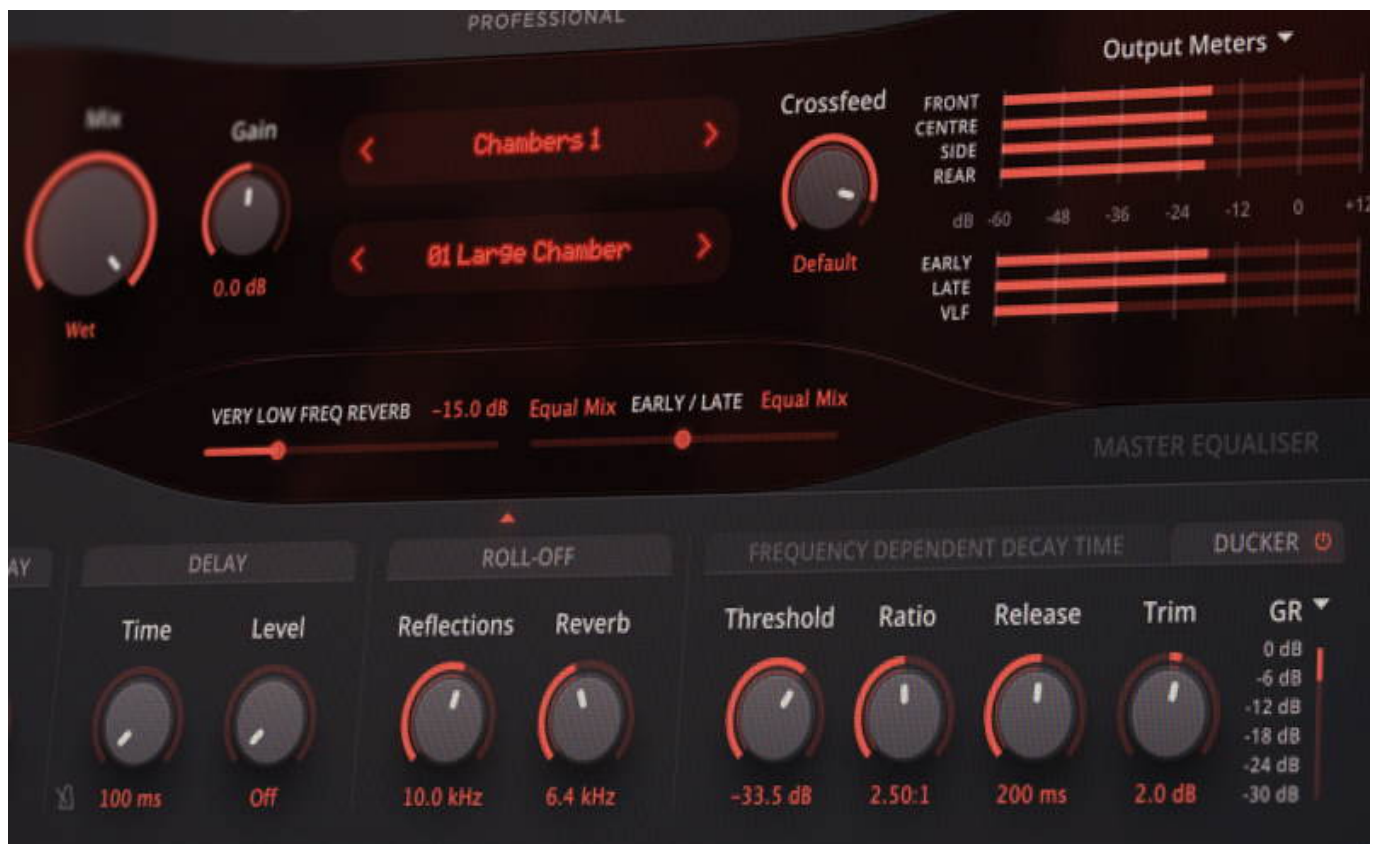 PROFESSIONAL
Mix
Gain
0.0 dB
Wet
Chambers 1
01 Large Chamber
Crossfeed
Default
Output Meters
FRONT
CENTRE
SIDE
REAR
dB -60 -48 -36 -24 -12 0 +12
EARLY
LATE
VLF
VERY LOW FREQ REVERB -15.0 dB Equal Mix EARLY / LATE Equal Mix
MASTER EQUALISER
AY DELAY ROLL-OFF FREQUENCY DEPENDENT DECAY TIME DUCKER
Time Level Reflections Reverb Threshold Ratio Release Trim GR
0 dB
-6 dB
-12 dB
-18 dB
-24 dB
-30 dB
100 ms Off 10.0 kHz 6.4 kHz -33.5 dB 2.50:1 200 ms 2.0 dB